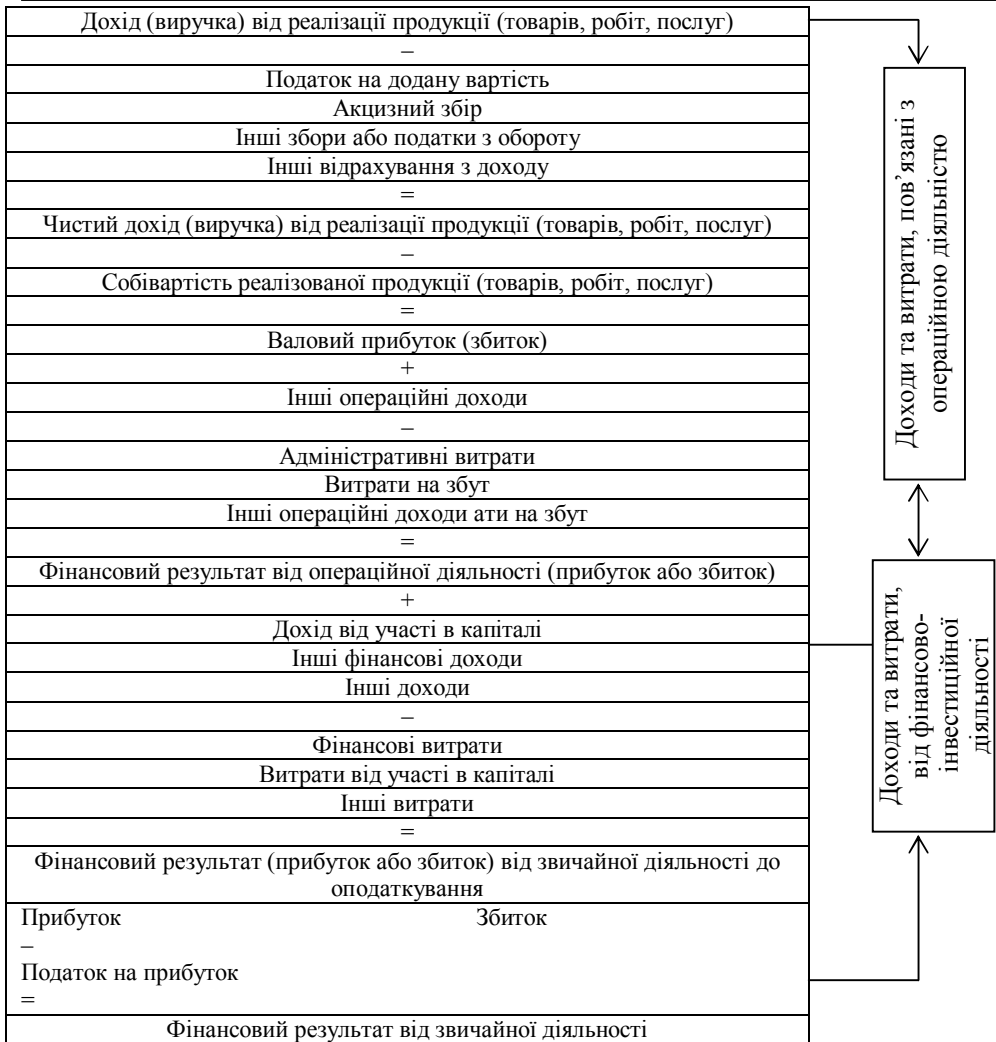 Дохід (виручка) від реалізації продукції (товарів, робіт, послуг)
–
Податок на додану вартість
Акцизний збір
Інші збори або податки з обороту
Інші відрахування з доходу
=
Чистий дохід (виручка) від реалізації продукції (товарів, робіт, послуг)
–
Собівартість реалізованої продукції (товарів, робіт, послуг)
=
Валовий прибуток (збиток)
+
Інші операційні доходи
–
Адміністративні витрати
Витрати на збут
Інші операційні доходи ати на збут
=
Фінансовий результат від операційної діяльності (прибуток або збиток)
+
Дохід від участі в капіталі
Інші фінансові доходи
Інші доходи
–
Фінансові витрати
Витрати від участі в капіталі
Інші витрати
=
Фінансовий результат (прибуток або збиток) від звичайної діяльності до
оподаткування
Прибуток Збиток
–
Податок на прибуток
=
Фінансовий результат від звичайної діяльності
Доходи та витрати, пов’язані з
операційною діяльністю
Доходи та витрати,
від фінансово-
інвестиційної
діяльності